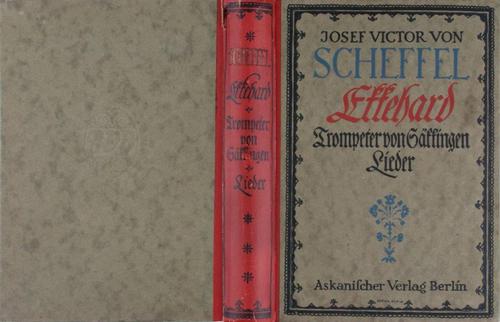 SCHEFFEL
Ekkehard
Trompeter
von
Säkkingen
Lieder
JOSEF VICTOR VON
SCHEFFEL
Ekkehard
Trompeter von Säkkingen
Lieder
Askanischer Verlag Berlin